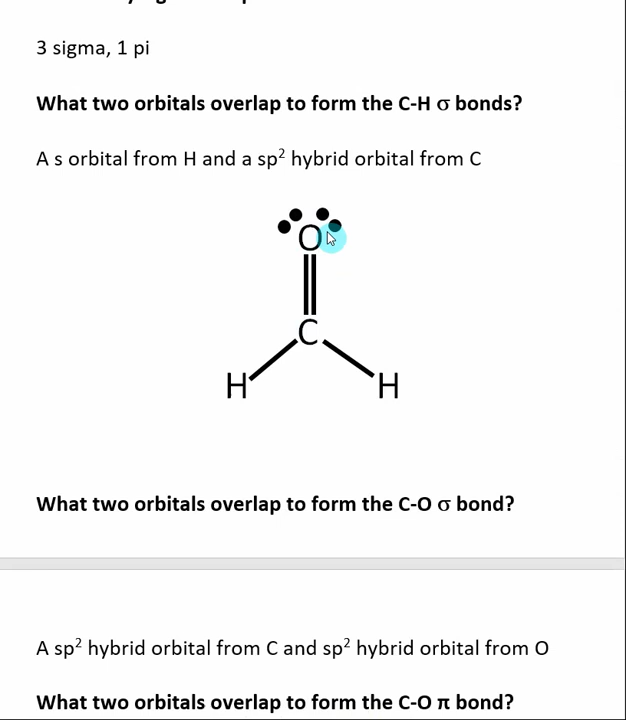 3 sigma, 1 pi
What two orbitals overlap to form the C-H σ bonds?
A s orbital from H and a sp² hybrid orbital from C
O
C
H H
What two orbitals overlap to form the C-O σ bond?
A sp² hybrid orbital from C and sp² hybrid orbital from O
What two orbitals overlap to form the C-O π bond?